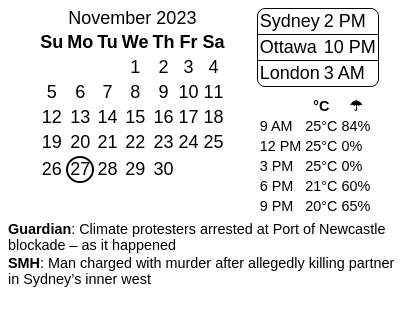 November 2023
Su Mo Tu We Th Fr Sa
1 2 3 4
5 6 7 8 9 10 11
12 13 14 15 16 17 18
19 20 21 22 23 24 25
26 27 28 29 30
Sydney 2 PM
Ottawa 10 PM
London 3 AM
°C ☂
9 AM 25°C 84%
12 PM 25°C 0%
3 PM 25°C 0%
6 PM 21°C 60%
9 PM 20°C 65%
Guardian: Climate protesters arrested at Port of Newcastle
blockade – as it happened
SMH: Man charged with murder after allegedly killing partner
in Sydney’s inner west